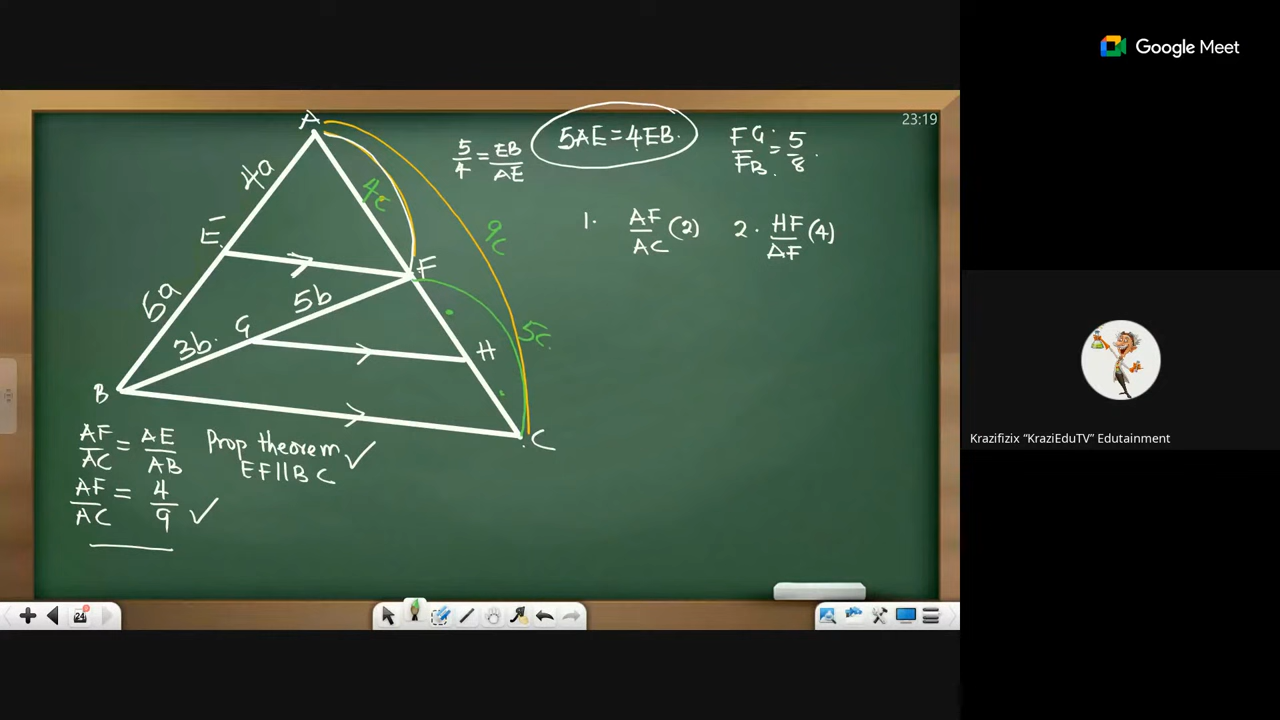 Google Meet
23:19
A
5AE = 4EB.
5/4 = EB/AE
FG/FB = 5/8
4a
4c
9c
1. AF/AC (2)
2. HF/AF (4)
E
F
5a
5b
5c
G
3b
H
B
C
AF/AC = AE/AB Prop theorem ✓
EF||BC
AF/AC = 4/9 ✓
24
Krazifizix “KraziEduTV” Edutainment